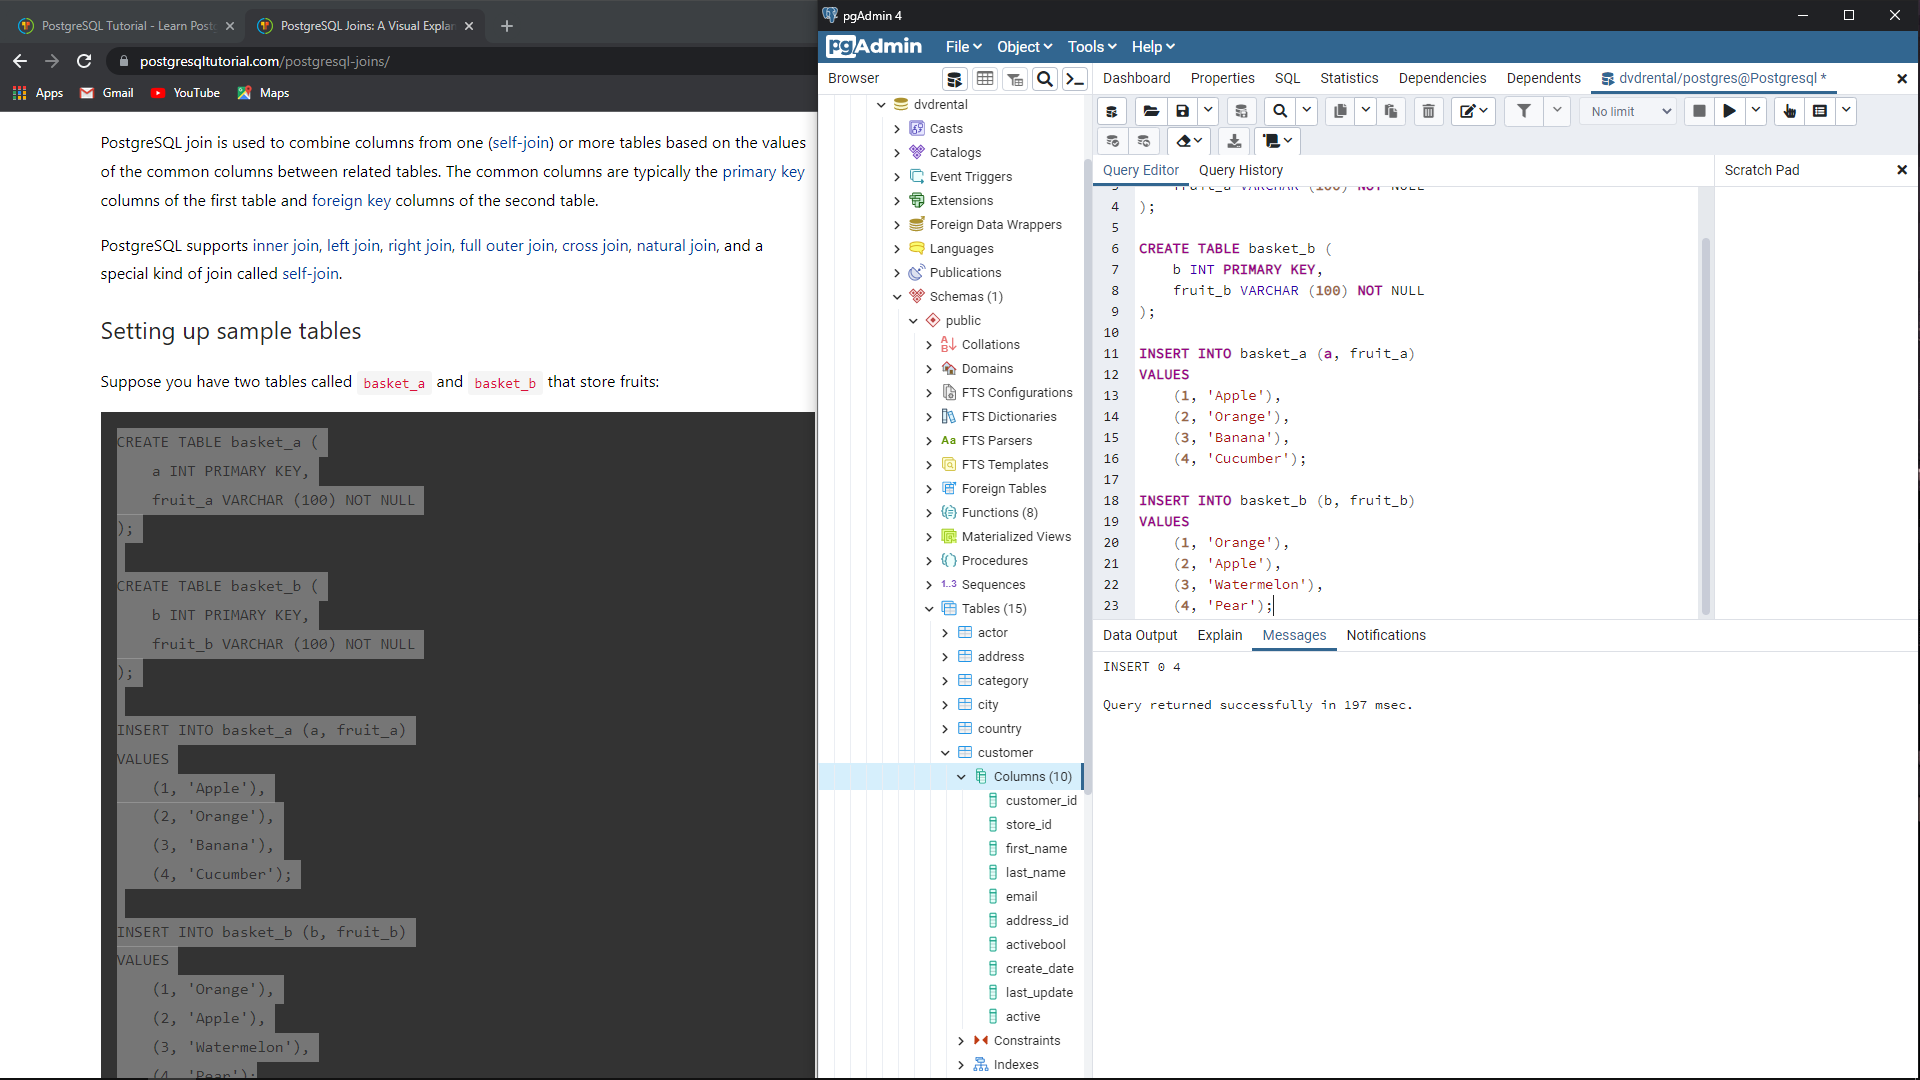 PostgreSQL Tutorial - Learn Post
PostgreSQL Joins: A Visual Explan
postgresqltutorial.com/postgresql-joins/
Apps
Gmail
YouTube
Maps
PostgreSQL join is used to combine columns from one (self-join) or more tables based on the values
of the common columns between related tables. The common columns are typically the primary key
columns of the first table and foreign key columns of the second table.
PostgreSQL supports inner join, left join, right join, full outer join, cross join, natural join, and a
special kind of join called self-join.
Setting up sample tables
Suppose you have two tables called basket_a and basket_b that store fruits:
CREATE TABLE basket_a (
a INT PRIMARY KEY,
fruit_a VARCHAR (100) NOT NULL
);
CREATE TABLE basket_b (
b INT PRIMARY KEY,
fruit_b VARCHAR (100) NOT NULL
);
INSERT INTO basket_a (a, fruit_a)
VALUES
(1, 'Apple'),
(2, 'Orange'),
(3, 'Banana'),
(4, 'Cucumber');
INSERT INTO basket_b (b, fruit_b)
VALUES
(1, 'Orange'),
(2, 'Apple'),
(3, 'Watermelon'),
(4, 'Pear');
pgAdmin 4
pgAdmin
File
Object
Tools
Help
Browser
dvdrental
Casts
Catalogs
Event Triggers
Extensions
Foreign Data Wrappers
Languages
Publications
Schemas (1)
public
Collations
Domains
FTS Configurations
FTS Dictionaries
Aa FTS Parsers
FTS Templates
Foreign Tables
Functions (8)
Materialized Views
Procedures
1..3 Sequences
Tables (15)
actor
address
category
city
country
customer
Columns (10)
customer_id
store_id
first_name
last_name
email
address_id
activebool
create_date
last_update
active
Constraints
Indexes
Dashboard
Properties
SQL
Statistics
Dependencies
Dependents
dvdrental/postgres@Postgresql *
No limit
Query Editor
Query History
Scratch Pad
3 fruit_a VARCHAR (100) NOT NULL
4 );
5
6 CREATE TABLE basket_b (
7 b INT PRIMARY KEY,
8 fruit_b VARCHAR (100) NOT NULL
9 );
10
11 INSERT INTO basket_a (a, fruit_a)
12 VALUES
13 (1, 'Apple'),
14 (2, 'Orange'),
15 (3, 'Banana'),
16 (4, 'Cucumber');
17
18 INSERT INTO basket_b (b, fruit_b)
19 VALUES
20 (1, 'Orange'),
21 (2, 'Apple'),
22 (3, 'Watermelon'),
23 (4, 'Pear');
Data Output
Explain
Messages
Notifications
INSERT 0 4
Query returned successfully in 197 msec.